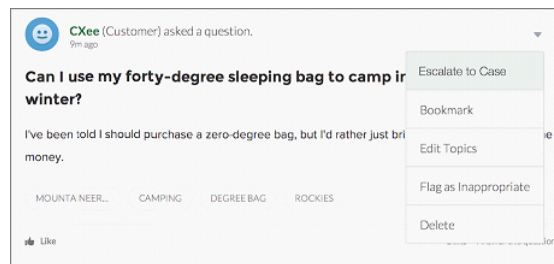 CXee (Customer) asked a question.
9m ago
Can I use my forty-degree sleeping bag to camp in
winter?
I've been told I should purchase a zero-degree bag, but I'd rather just bri
money.
MOUNTA NEER...
CAMPING
DEGREE BAG
ROCKIES
Like
Escalate to Case
Bookmark
Edit Topics
Flag as Inappropriate
Delete